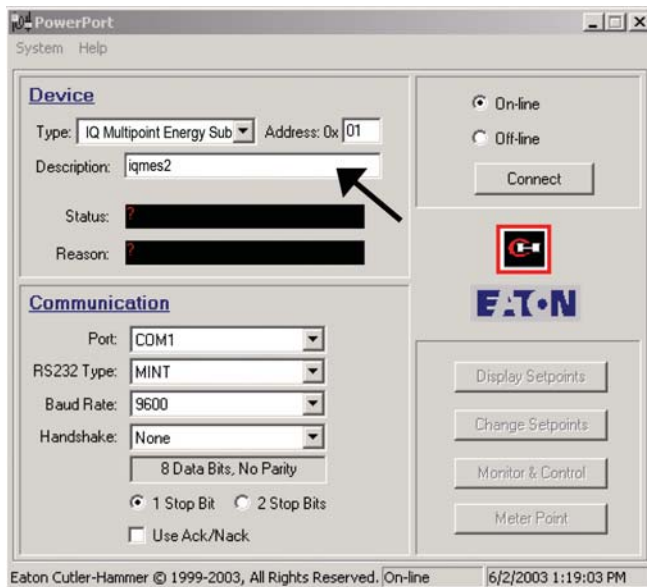 PowerPort
System Help
Device
Type: IQ Multipoint Energy Sub Address: 0x 01
Description: iqmes2
Status: ?
Reason: ?
On-line
Off-line
Connect
EATON
Communication
Port: COM1
RS232 Type: MINT
Baud Rate: 9600
Handshake: None
8 Data Bits, No Parity
1 Stop Bit 2 Stop Bits
Use Ack/Nack
Display Setpoints
Change Setpoints
Monitor & Control
Meter Point
Eaton Cutler-Hammer © 1999-2003, All Rights Reserved. On-line 6/2/2003 1:19:03 PM